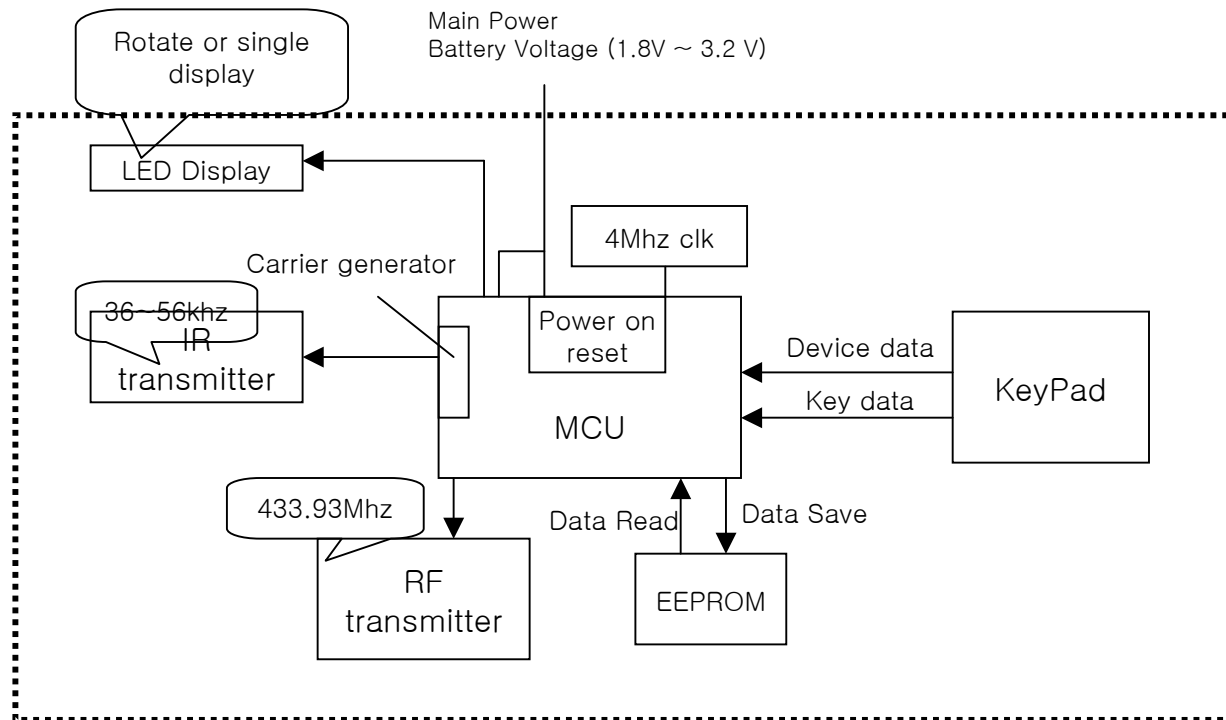 Main Power
Battery Voltage (1.8V ~ 3.2 V)
Rotate or single
display
LED Display
4Mhz clk
Carrier generator
36~56khz
IR
transmitter
Power on
reset
MCU
Device data
Key data
KeyPad
433.93Mhz
Data Read
Data Save
RF
transmitter
EEPROM